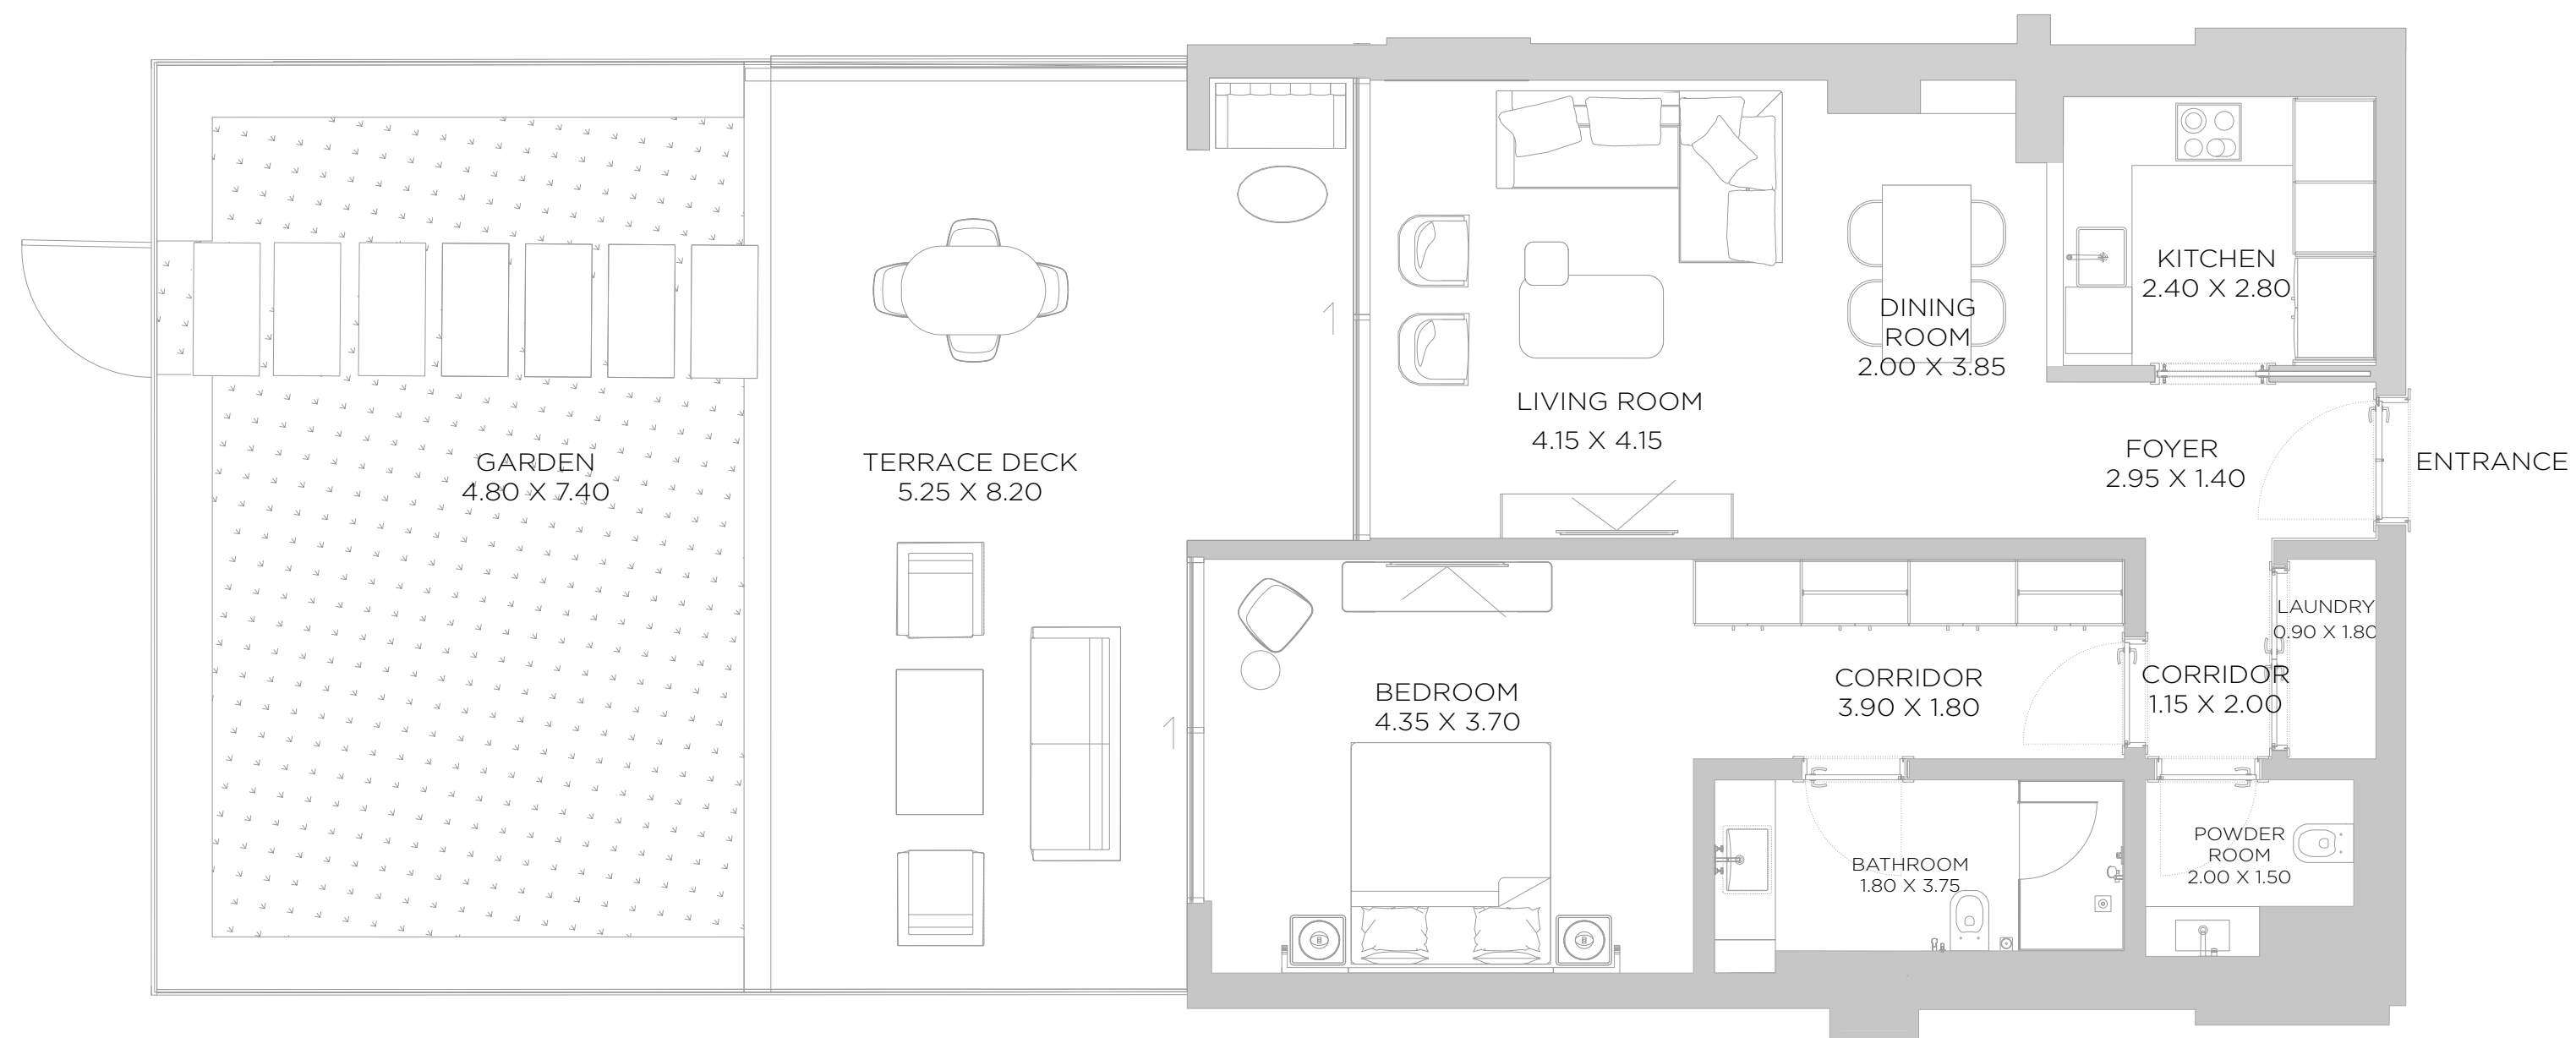 KITCHEN
2.40 X 2.80
DINING
ROOM
2.00 X 3.85
LIVING ROOM
4.15 X 4.15
FOYER
2.95 X 1.40
ENTRANCE
GARDEN
4.80 X 7.40
TERRACE DECK
5.25 X 8.20
LAUNDRY
0.90 X 1.80
CORRIDOR
1.15 X 2.00
CORRIDOR
3.90 X 1.80
BEDROOM
4.35 X 3.70
POWDER
ROOM
2.00 X 1.50
BATHROOM
1.80 X 3.75
1
1